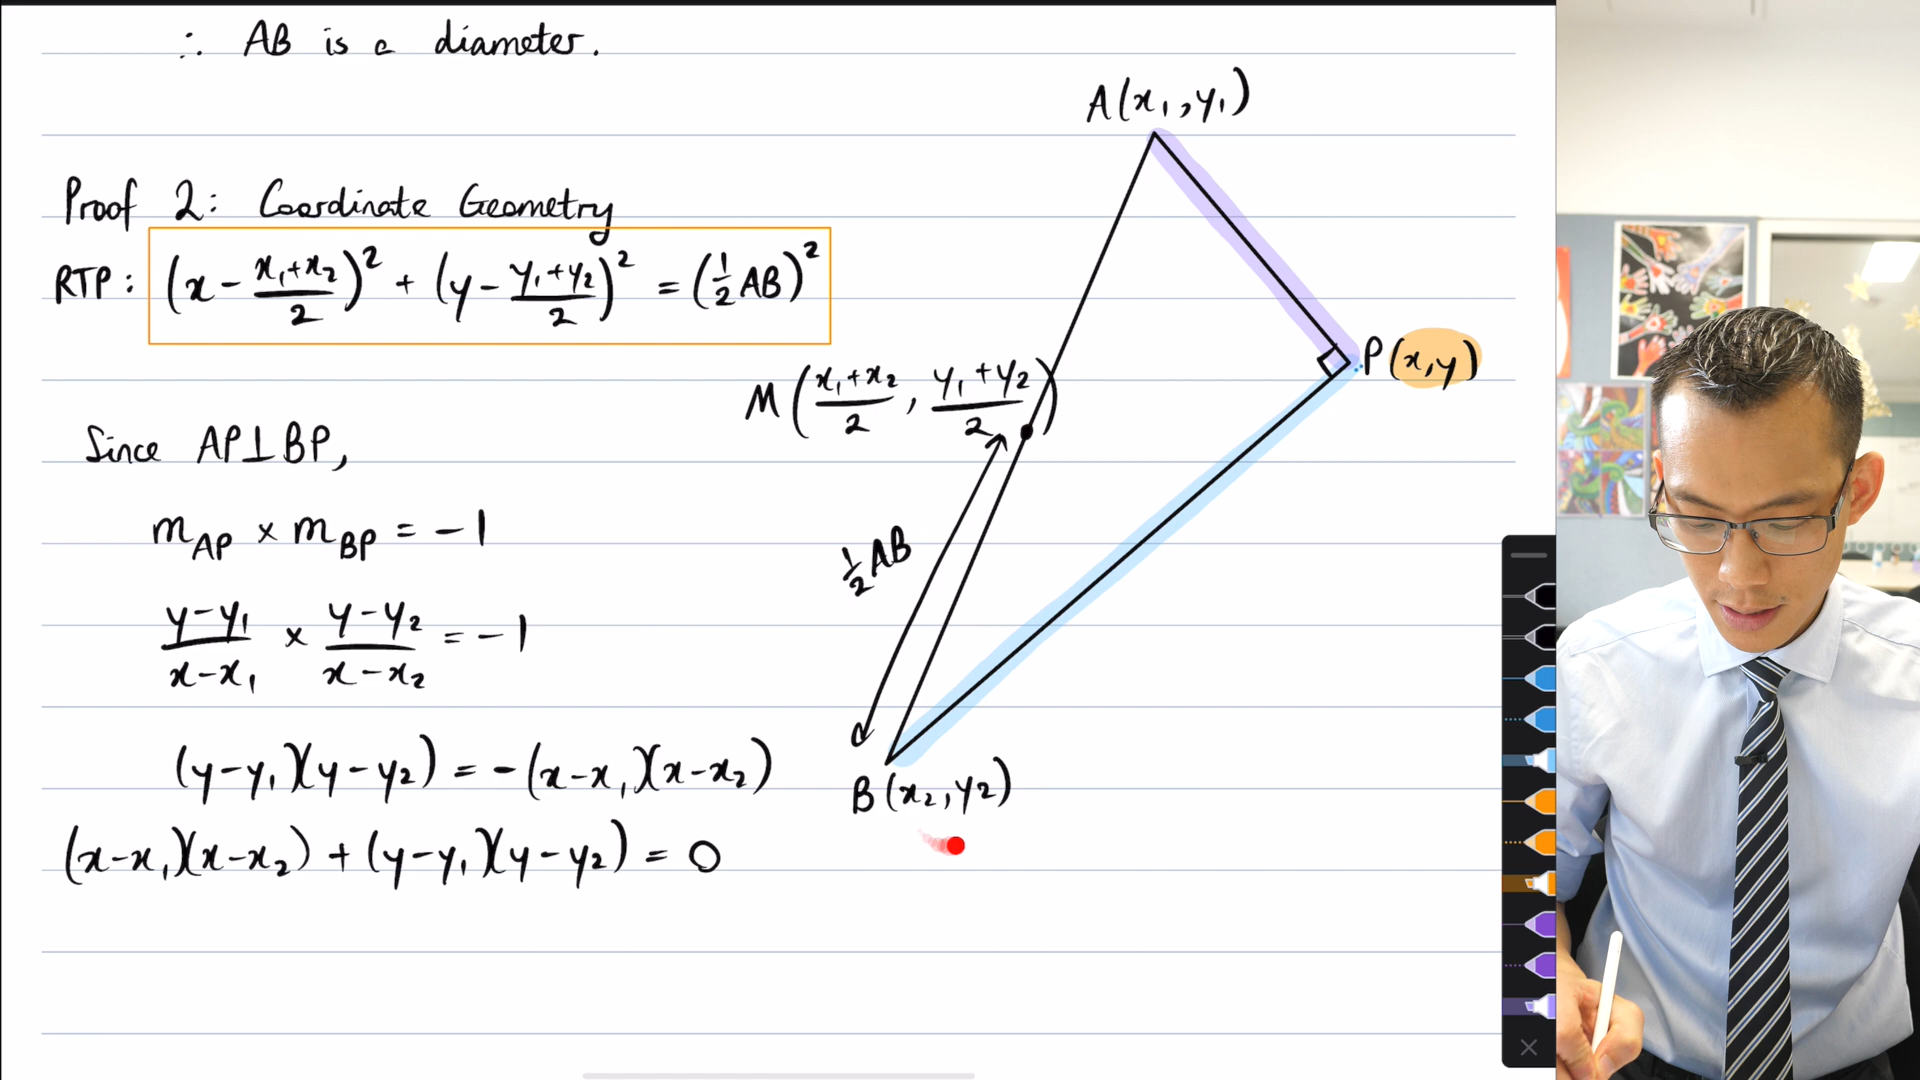 ∴ AB is a diameter.
A(x₁,y₁)
Proof 2: Coordinate Geometry
RTP: (x - (x₁+x₂)/2)² + (y - (y₁+y₂)/2)² = (½AB)²
P(x,y)
M((x₁+x₂)/2, (y₁+y₂)/2)
Since AP⊥BP,
m_AP × m_BP = -1
½AB
(y-y₁)/(x-x₁) × (y-y₂)/(x-x₂) = -1
(y-y₁)(y-y₂) = -(x-x₁)(x-x₂)
B(x₂,y₂)
(x-x₁)(x-x₂) + (y-y₁)(y-y₂) = 0